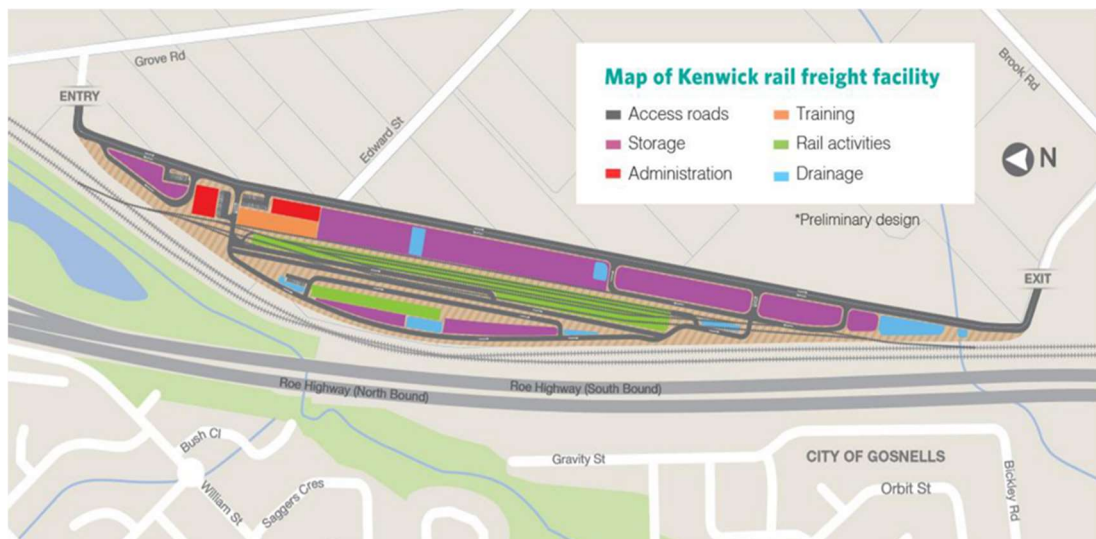 Grove Rd
ENTRY
Edward St
Brook Rd
Map of Kenwick rail freight facility
Access roads
Training
Storage
Rail activities
Administration
Drainage
N
*Preliminary design
EXIT
Roe Highway (North Bound)
Roe Highway (South Bound)
Bush Cl
William St
Saggers Cres
Gravity St
CITY OF GOSNELLS
Orbit St
Bickley Rd